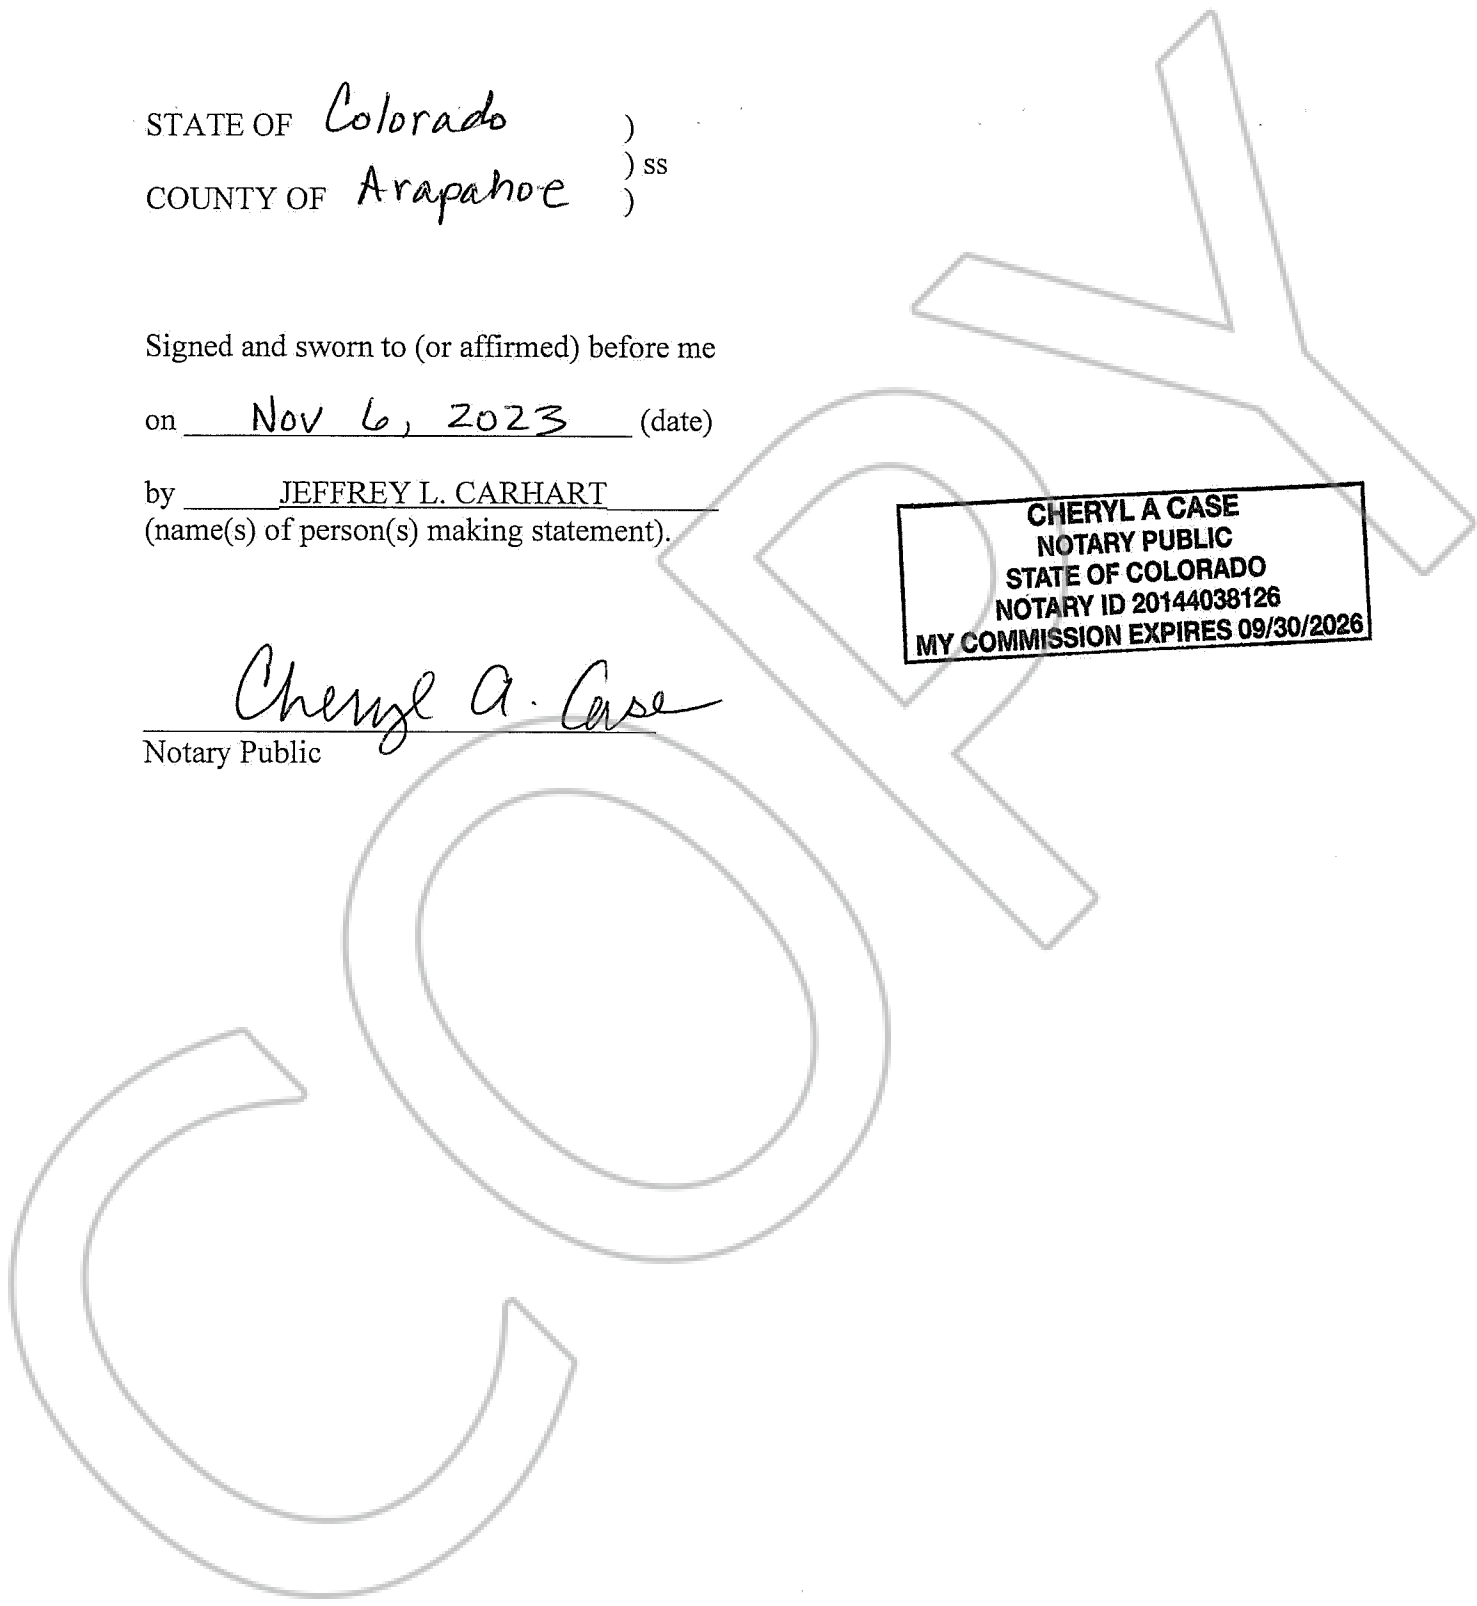 STATE OF Colorado )
) ss
COUNTY OF Arapahoe )
Signed and sworn to (or affirmed) before me
on Nov 6, 2023 (date)
by JEFFREY L. CARHART
(name(s) of person(s) making statement).
CHERYL A CASE
NOTARY PUBLIC
STATE OF COLORADO
NOTARY ID 20144038126
MY COMMISSION EXPIRES 09/30/2026
Cheryl A. Case
Notary Public
COPY